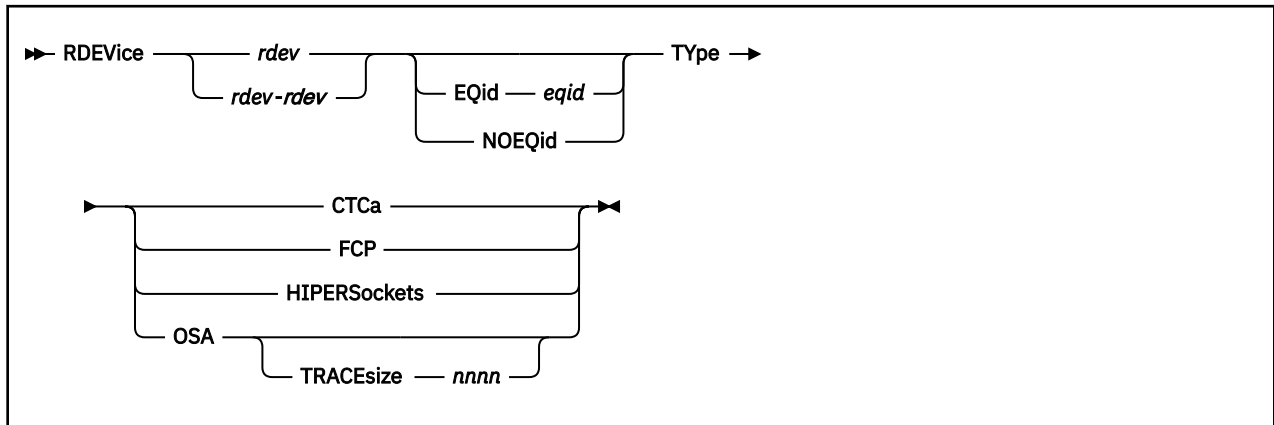 RDEVice rdev TYpe
rdev-rdev
EQid eqid
NOEQid
CTCa
FCP
HIPERSockets
OSA
TRACEsize nnnn